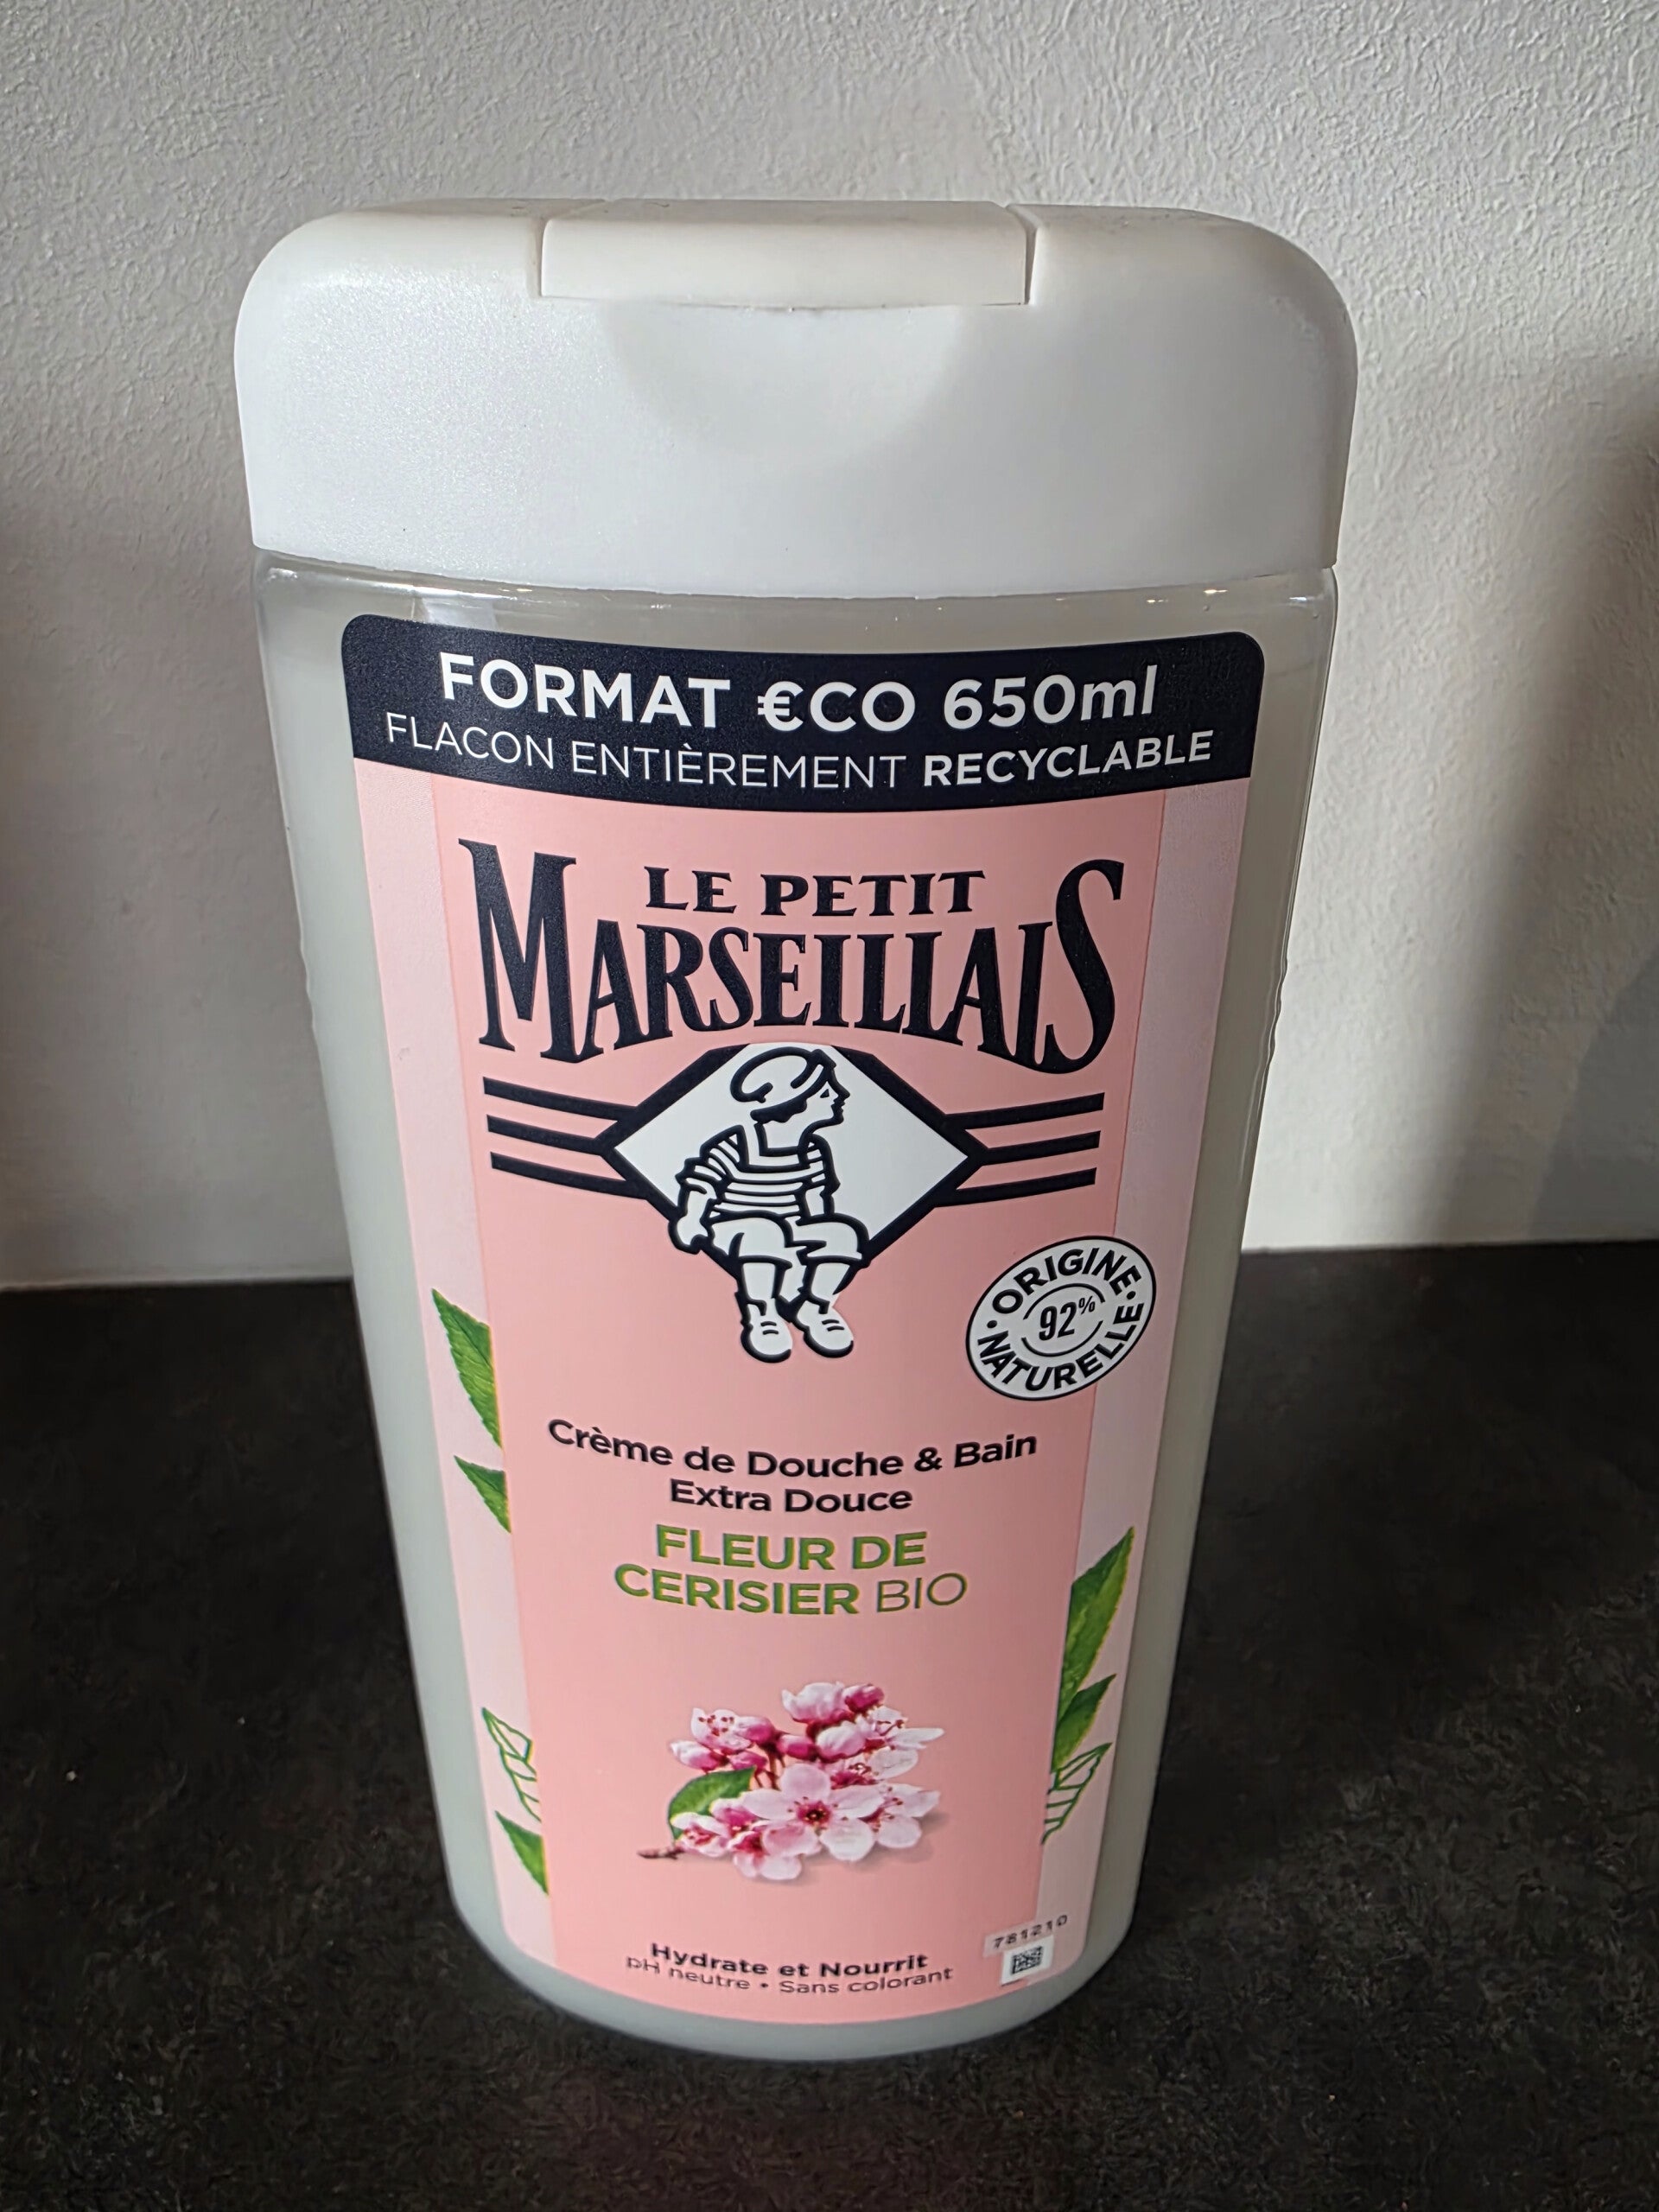 FORMAT €CO 650ml
FLACON ENTIÈREMENT RECYCLABLE
LE PETIT
MARSEILLAIS
ORIGINE
92%
NATURELLE
Crème de Douche & Bain
Extra Douce
FLEUR DE
CERISIER BIO
781210
Hydrate et Nourrit
pH neutre • Sans colorant